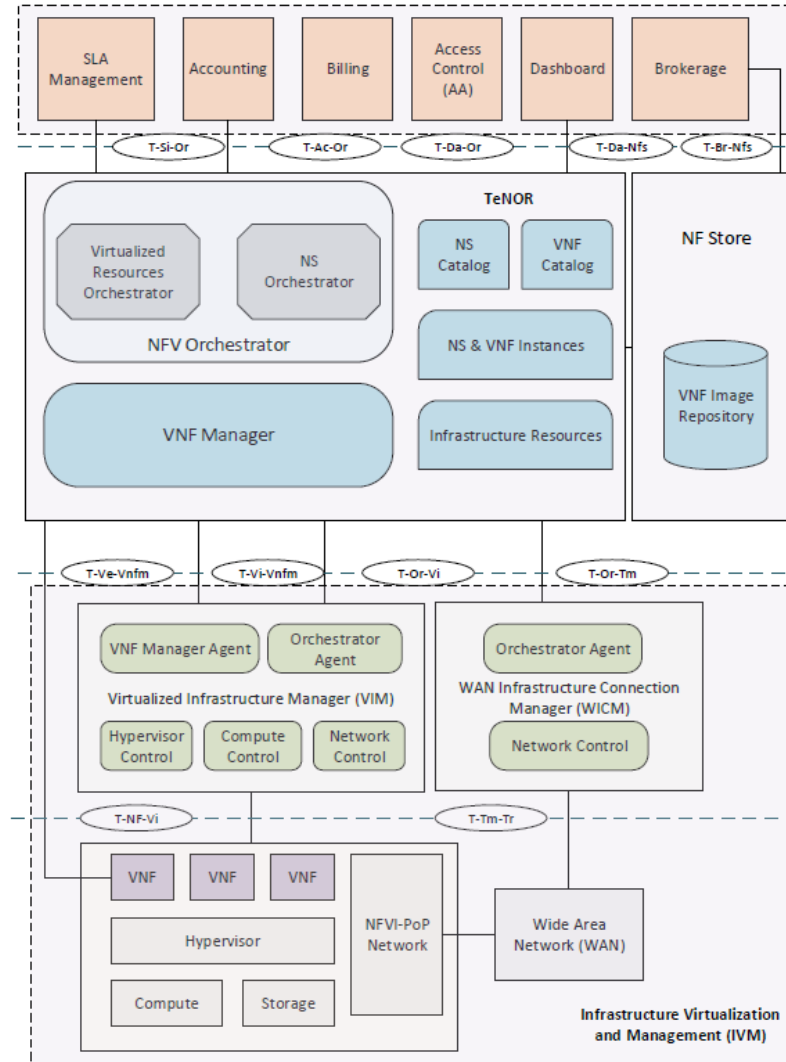 SLA
Management
Accounting
Billing
Access
Control
(AA)
Dashboard
Brokerage
T-Si-Or
T-Ac-Or
T-Da-Or
T-Da-Nfs
T-Br-Nfs
TeNOR
Virtualized
Resources
Orchestrator
NS
Orchestrator
NFV Orchestrator
NS
Catalog
VNF
Catalog
NS & VNF Instances
VNF Manager
Infrastructure Resources
NF Store
VNF Image
Repository
T-Ve-Vnfm
T-Vi-Vnfm
T-Or-Vi
T-Or-Tm
VNF Manager Agent
Orchestrator
Agent
Virtualized Infrastructure Manager (VIM)
Hypervisor
Control
Compute
Control
Network
Control
Orchestrator Agent
WAN Infrastructure Connection
Manager (WICM)
Network Control
T-NF-Vi
T-Tm-Tr
VNF
VNF
VNF
Hypervisor
Compute
Storage
NFVI-PoP
Network
Wide Area
Network (WAN)
Infrastructure Virtualization
and Management (IVM)